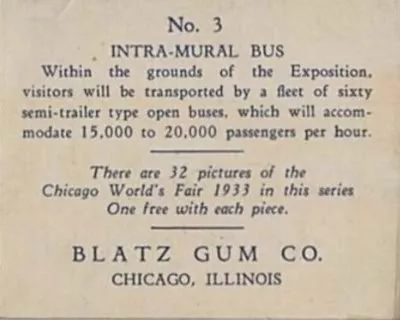 No. 3
INTRA-MURAL BUS
Within the grounds of the Exposition,
visitors will be transported by a fleet of sixty
semi-trailer type open buses, which will accom-
modate 15,000 to 20,000 passengers per hour.
There are 32 pictures of the
Chicago World's Fair 1933 in this series
One free with each piece.
BLATZ GUM CO.
CHICAGO, ILLINOIS